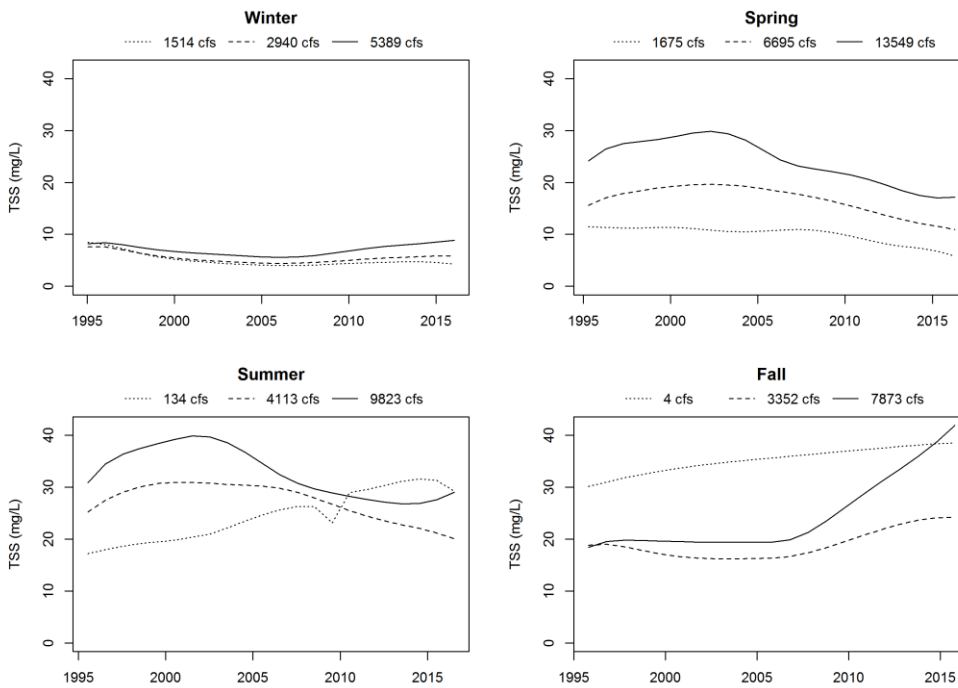 Winter
1514 cfs 2940 cfs 5389 cfs
TSS (mg/L)
40
30
20
10
0
1995 2000 2005 2010 2015
Spring
1675 cfs 6695 cfs 13549 cfs
TSS (mg/L)
40
30
20
10
0
1995 2000 2005 2010 2015
Summer
134 cfs 4113 cfs 9823 cfs
TSS (mg/L)
40
30
20
10
0
1995 2000 2005 2010 2015
Fall
4 cfs 3352 cfs 7873 cfs
TSS (mg/L)
40
30
20
10
0
1995 2000 2005 2010 2015